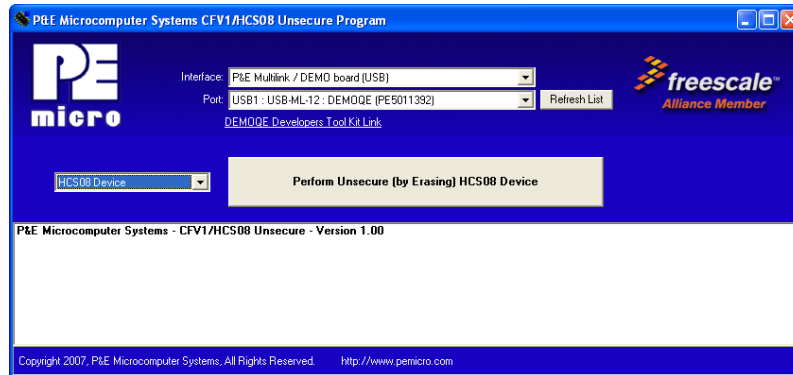 P&E Microcomputer Systems CFV1/HCS08 Unsecure Program
PE
micro
Interface: P&E Multilink / DEMO board (USB)
Port: USB1 : USB-ML-12 : DEMOQE (PE5011392) Refresh List
DEMOQE Developers Tool Kit Link
freescale™
Alliance Member
HCS08 Device Perform Unsecure (by Erasing) HCS08 Device
P&E Microcomputer Systems - CFV1/HCS08 Unsecure - Version 1.00
Copyright 2007, P&E Microcomputer Systems, All Rights Reserved. http://www.pemicro.com